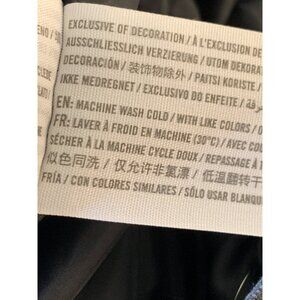 EXCLUSIVE OF DECORATION / À L'EXCLUSION DE
AUSSCHLIESSLICH VERZIERUNG / UTOM DEKORAT
DECORACIÓN / 装饰物除外 / PAITSI KORISTE /
IKKE MEDREGNET / EXCLUSIVO DO ENFEITE /
EN: MACHINE WASH COLD / WITH LIKE COLORS / O
FR: LAVER À FROID EN MACHINE (30°C) / AVEC COU
SÉCHER À LA MACHINE CYCLE DOUX / REPASSAGE À T
似色同洗 / 仅允许非氯漂 / 低温翻转干
FRÍA / CON COLORES SIMILARES / SÓLO USAR BLANQU